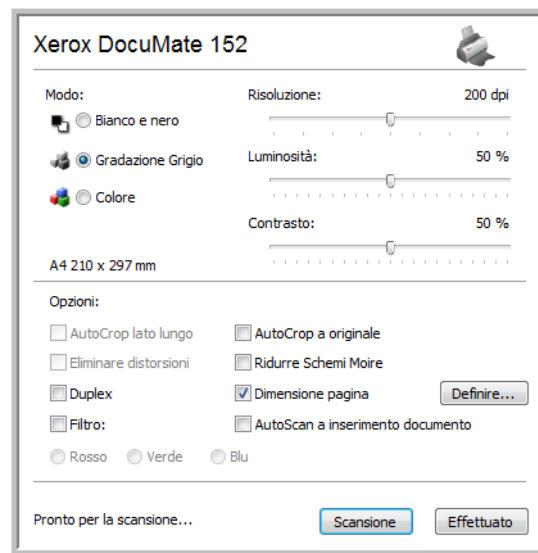 Xerox DocuMate 152
Modo:
Bianco e nero
Gradazione Grigio
Colore
A4 210 x 297 mm
Risoluzione: 200 dpi
Luminosità: 50 %
Contrasto: 50 %
Opzioni:
AutoCrop lato lungo AutoCrop a originale
Eliminare distorsioni Ridurre Schemi Moire
Duplex Dimensione pagina Definire...
Filtro: AutoScan a inserimento documento
Rosso Verde Blu
Pronto per la scansione... Scansione Effettuato